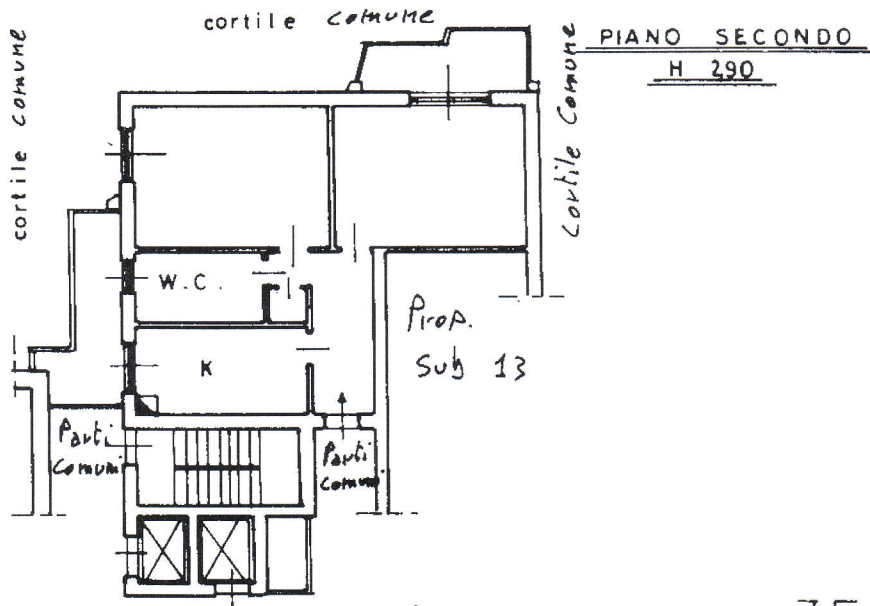 cortile comune
PIANO SECONDO
H 290
cortile comune
Cortile Comune
W.C.
K
Prop.
Sub 13
Parti
comuni
Parti
comuni